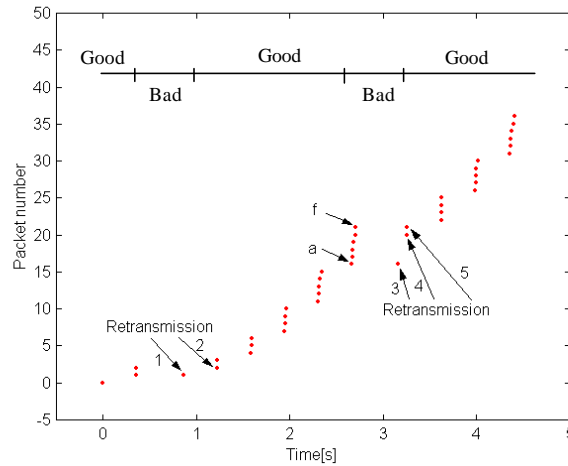 50
45
40
35
30
25
20
15
10
5
0
-5
Packet number
Good
Bad
Good
Bad
Good
f
a
Retransmission
1
2
3
4
5
Retransmission
0 1 2 3 4 5
Time[s]